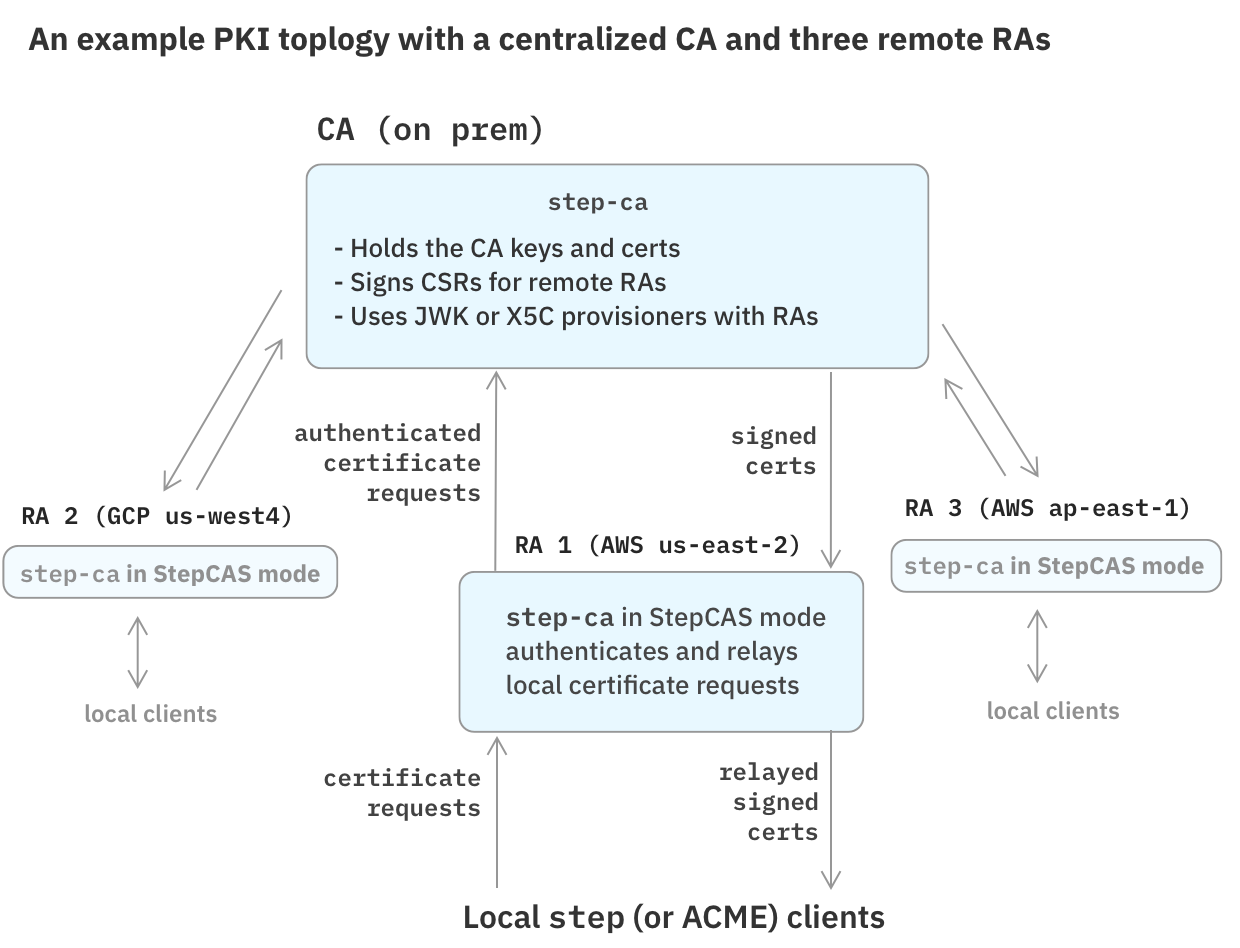 An example PKI toplogy with a centralized CA and three remote RAs
CA (on prem)
step-ca
- Holds the CA keys and certs
- Signs CSRs for remote RAs
- Uses JWK or X5C provisioners with RAs
authenticated
certificate
requests
signed
certs
RA 2 (GCP us-west4)
step-ca in StepCAS mode
local clients
RA 1 (AWS us-east-2)
step-ca in StepCAS mode
authenticates and relays
local certificate requests
RA 3 (AWS ap-east-1)
step-ca in StepCAS mode
local clients
certificate
requests
relayed
signed
certs
Local step (or ACME) clients